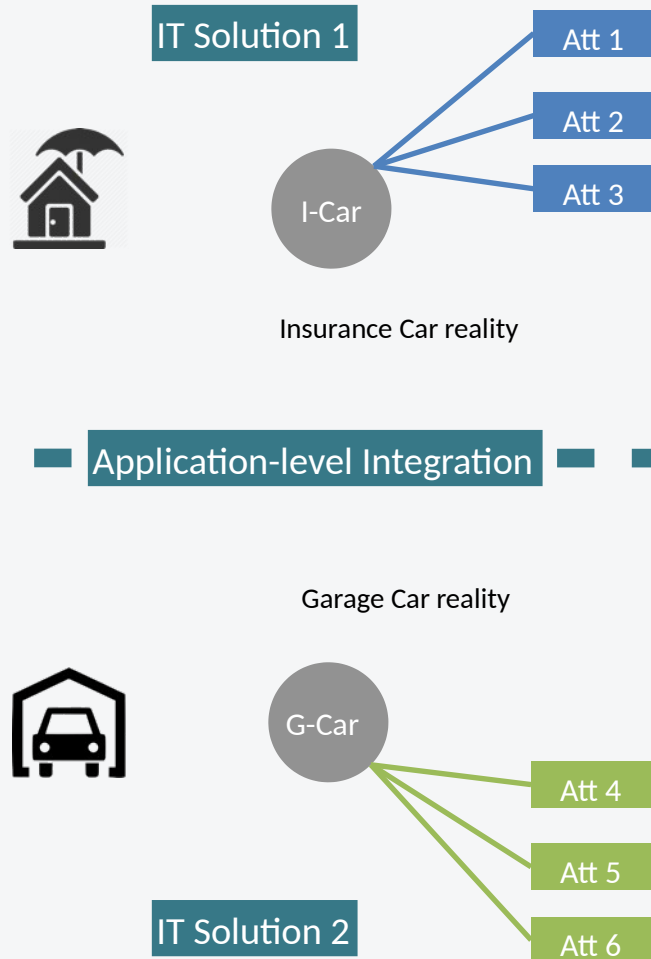 IT Solution 1
Att 1
Att 2
Att 3
I-Car
Insurance Car reality
Application-level Integration
Garage Car reality
G-Car
Att 4
Att 5
Att 6
IT Solution 2